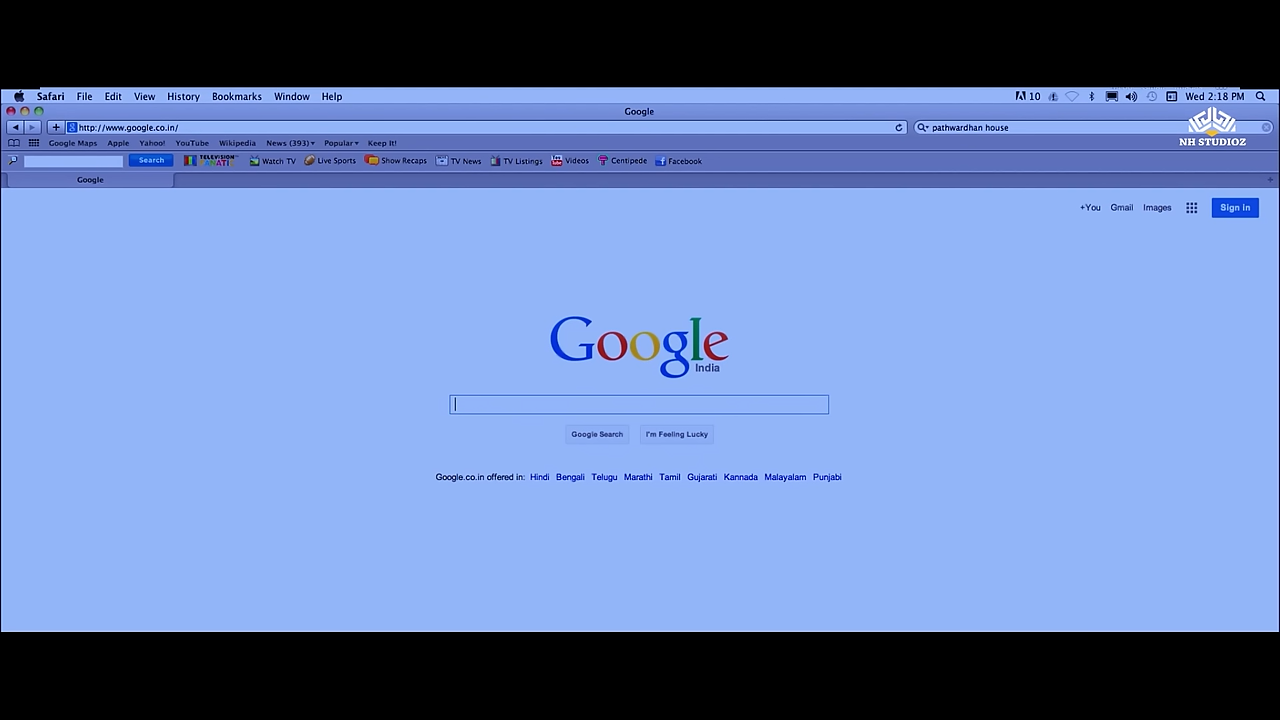 Safari File Edit View History Bookmarks Window Help 10 Wed 2:18 PM
Google
http://www.google.co.in/ pathwardhan house
NH STUDIOZ
Google Maps Apple Yahoo! YouTube Wikipedia News (393) Popular Keep It!
Search TELEVISION FANATIC Watch TV Live Sports Show Recaps TV News TV Listings Videos Centipede Facebook
Google
+You Gmail Images Sign in
Google
India
Google Search I'm Feeling Lucky
Google.co.in offered in: Hindi Bengali Telugu Marathi Tamil Gujarati Kannada Malayalam Punjabi